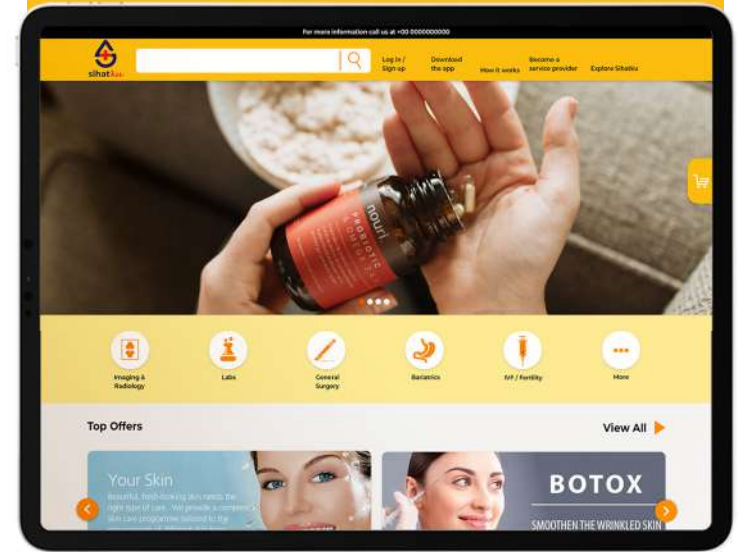 For more information call us at +00 0000000000
sihatku
Log in /
Sign up
Download
the app
How it works
Become a
service provider
Explore Sihatku
nouri
PROBIOTIC
& OMEGA 3'S
Imaging &
Radiology
Labs
General
Surgery
Bariatrics
IVF / Fertility
More
Top Offers
View All
Your Skin
Beautiful, fresh-looking skin needs the
right type of care. We provide a complete
skin care programme tailored to the
BOTOX
SMOOTHEN THE WRINKLED SKIN